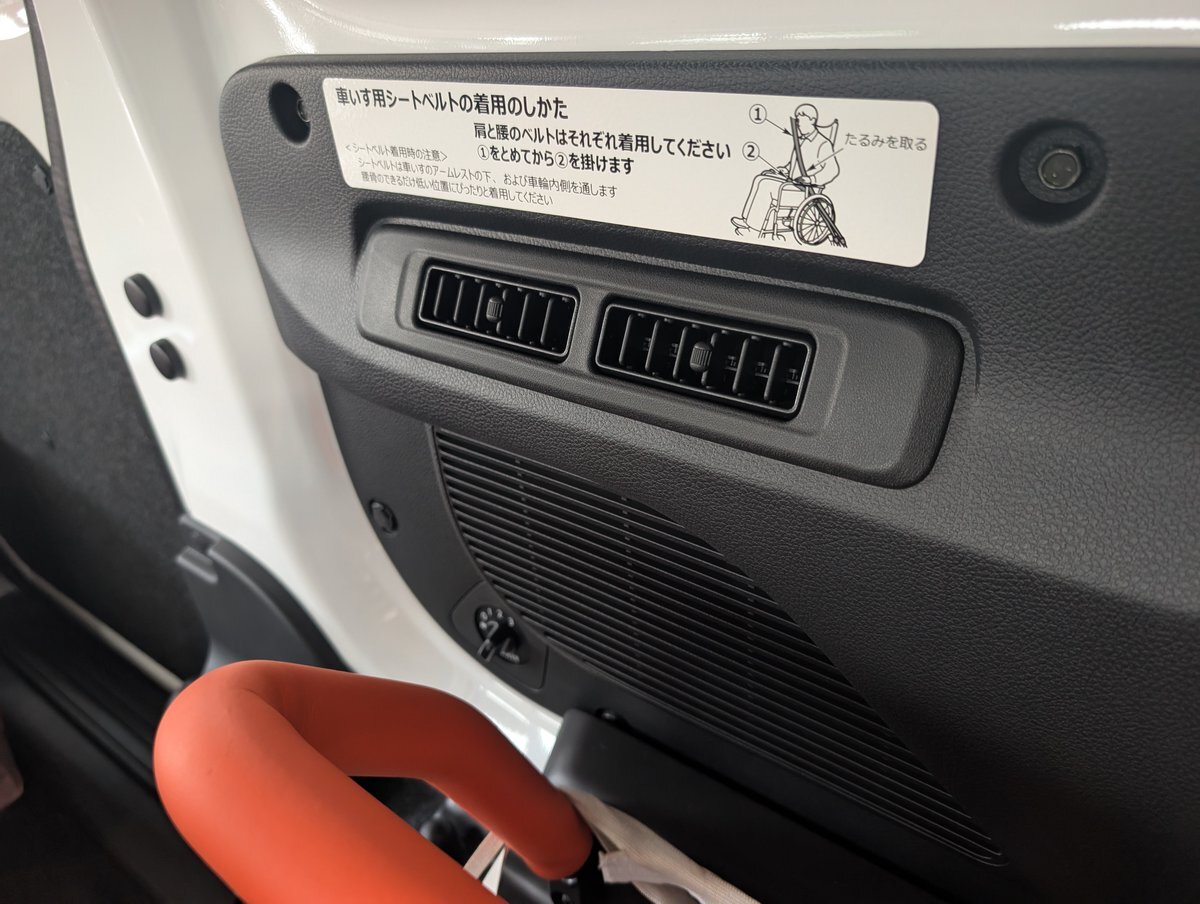 車いす用シートベルトの着用のしかた
肩と腰のベルトはそれぞれ着用してください
①をとめてから②を掛けます
<シートベルト着用時の注意>
シートベルトは車いすのアームレストの下、および車輪内側を通します
腰骨のできるだけ低い位置にぴったりと着用してください
①
②
たるみを取る